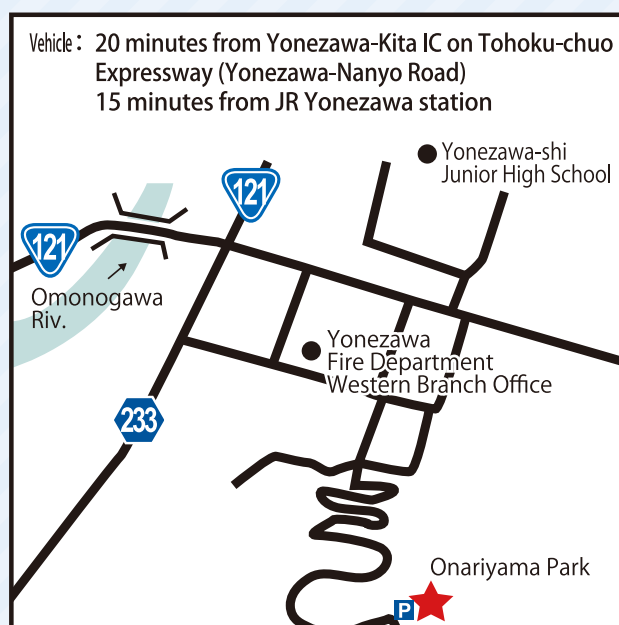 Vehicle： 20 minutes from Yonezawa-Kita IC on Tohoku-chuo
Expressway (Yonezawa-Nanyo Road)
15 minutes from JR Yonezawa station
Yonezawa-shi
Junior High School
121
121
Omonogawa
Riv.
Yonezawa
Fire Department
Western Branch Office
233
Onariyama Park
P